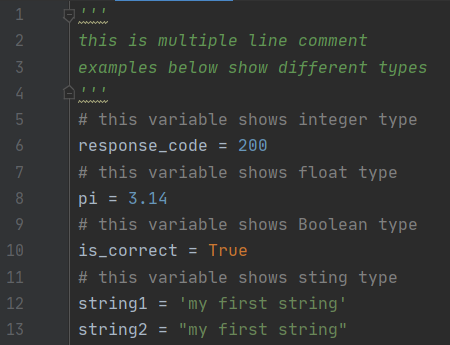 1 '''
2 this is multiple line comment
3 examples below show different types
4 '''
5 # this variable shows integer type
6 response_code = 200
7 # this variable shows float type
8 pi = 3.14
9 # this variable shows Boolean type
10 is_correct = True
11 # this variable shows sting type
12 string1 = 'my first string'
13 string2 = "my first string"